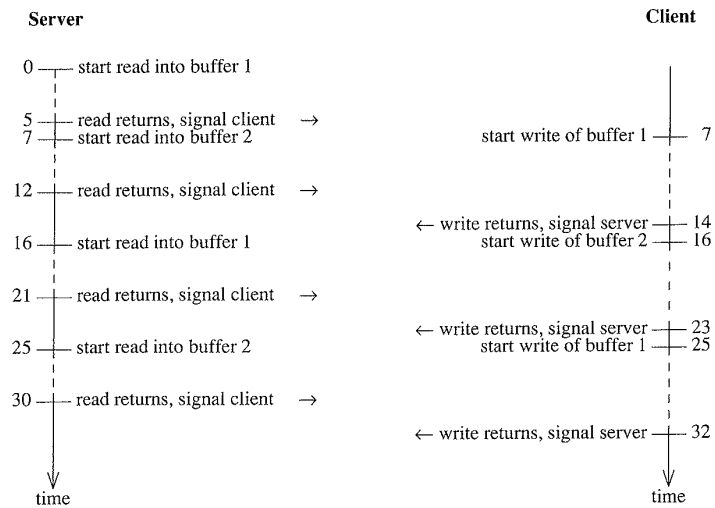 Server
Client
0 start read into buffer 1
5 read returns, signal client →
7 start read into buffer 2
start write of buffer 1 7
12 read returns, signal client →
← write returns, signal server 14
16 start read into buffer 1
start write of buffer 2 16
21 read returns, signal client →
← write returns, signal server 23
25 start read into buffer 2
start write of buffer 1 25
30 read returns, signal client →
← write returns, signal server 32
time
time